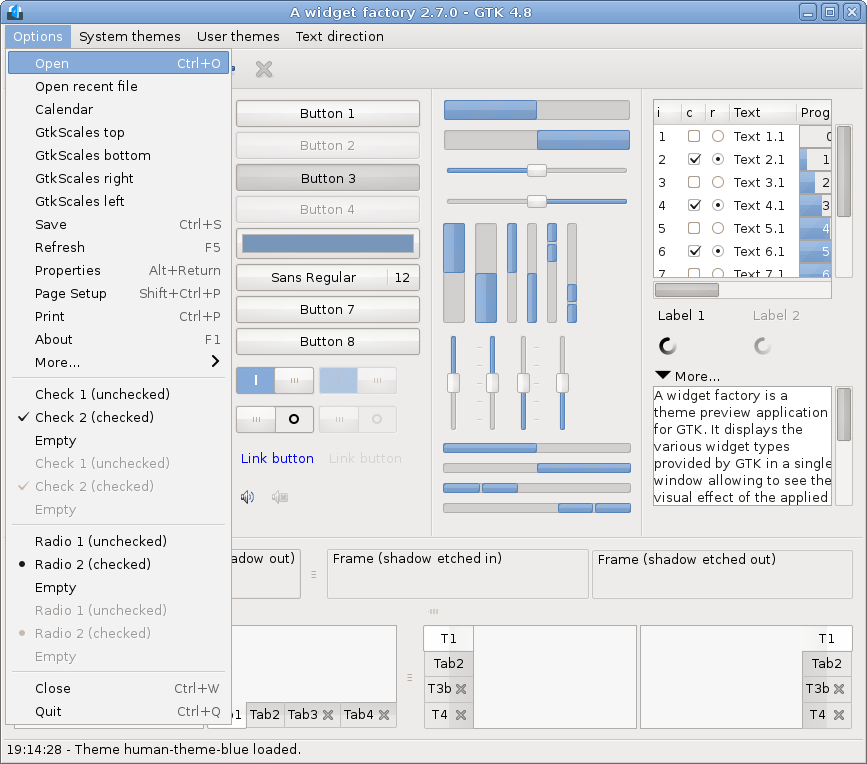 A widget factory 2.7.0 - GTK 4.8
Options System themes User themes Text direction
Open Ctrl+O
Open recent file
Calendar
GtkScales top
GtkScales bottom
GtkScales right
GtkScales left
Save Ctrl+S
Refresh F5
Properties Alt+Return
Page Setup Shift+Ctrl+P
Print Ctrl+P
About F1
More...
Check 1 (unchecked)
Check 2 (checked)
Empty
Check 1 (unchecked)
Check 2 (checked)
Empty
Radio 1 (unchecked)
Radio 2 (checked)
Empty
Radio 1 (unchecked)
Radio 2 (checked)
Empty
Close Ctrl+W
Quit Ctrl+Q
Button 1
Button 2
Button 3
Button 4
Sans Regular 12
Button 7
Button 8
Link button Link button
i c r Text Prog
1 Text 1.1 0
2 Text 2.1 1
3 Text 3.1 2
4 Text 4.1 3
5 Text 5.1 4
6 Text 6.1 5
7 Text 7.1 6
Label 1 Label 2
More...
A widget factory is a
theme preview application
for GTK. It displays the
various widget types
provided by GTK in a single
window allowing to see the
visual effect of the applied
adow out) Frame (shadow etched in) Frame (shadow etched out)
b1 Tab2 Tab3 Tab4
T1
Tab2
T3b
T4
T1
Tab2
T3b
T4
19:14:28 - Theme human-theme-blue loaded.